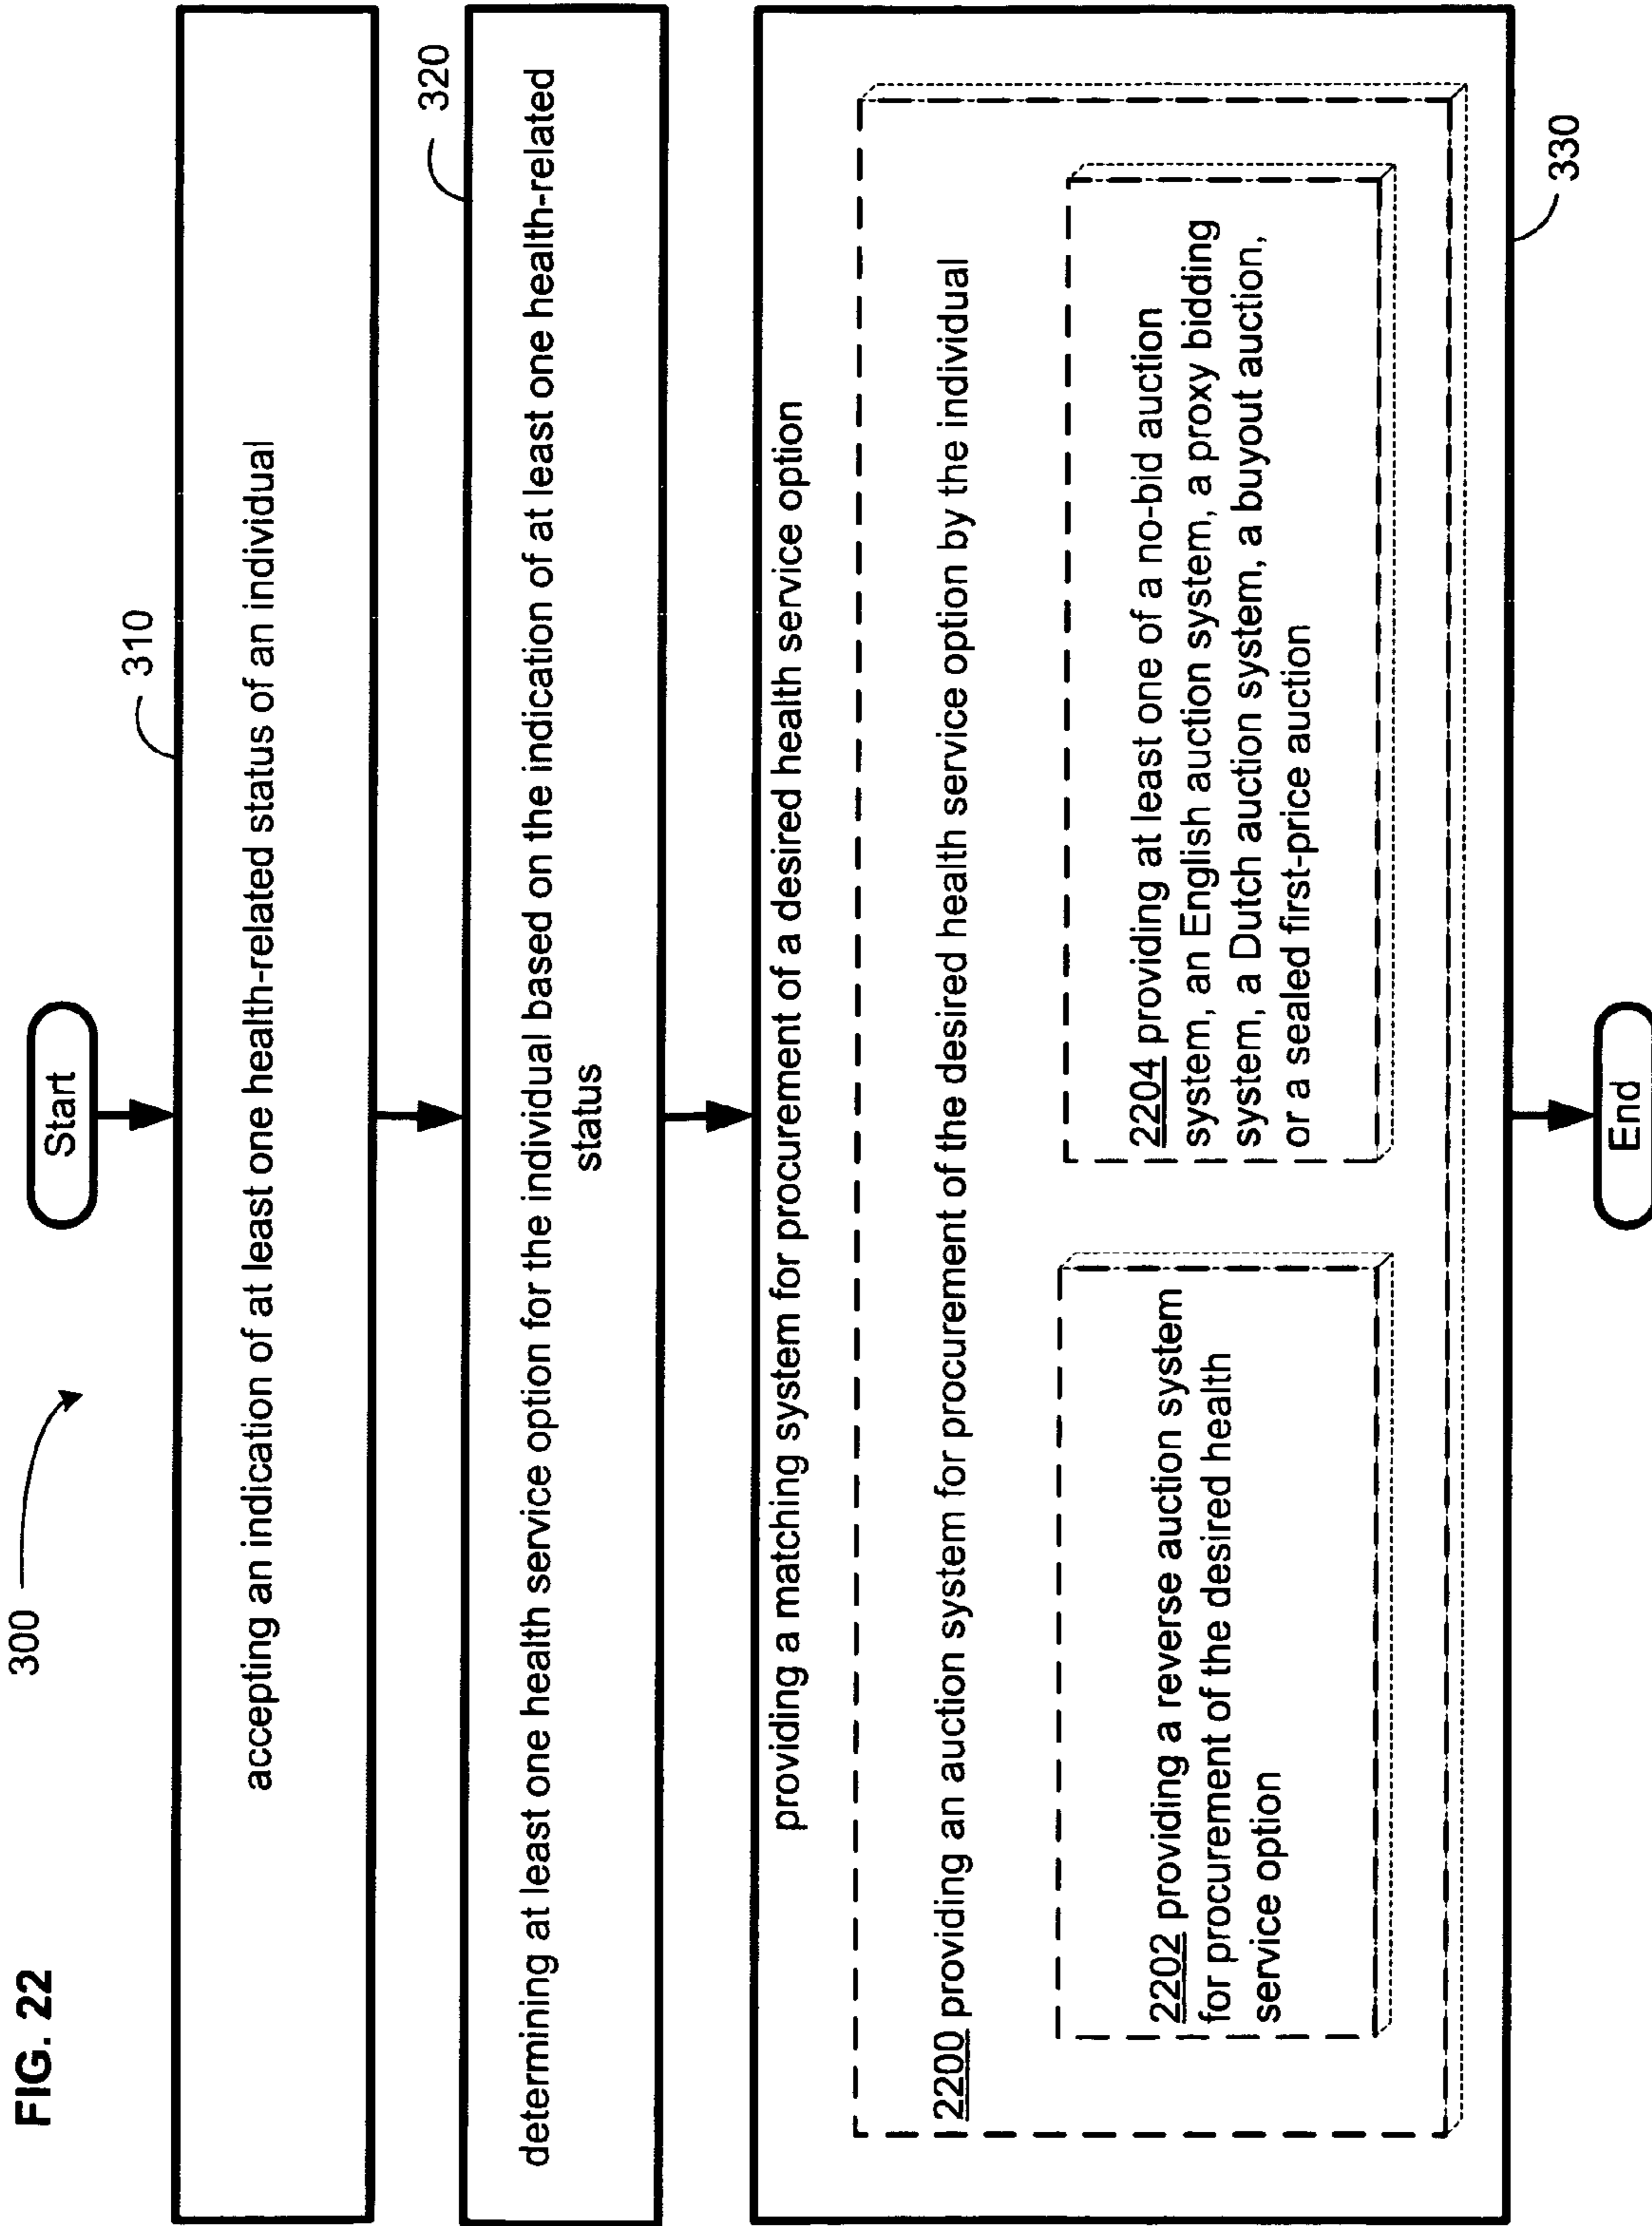 FIG. 22
300
Start
310
accepting an indication of at least one health-related status of an individual
320
determining at least one health service option for the individual based on the indication of at least one health-related
status
providing a matching system for procurement of a desired health service option
2200 providing an auction system for procurement of the desired health service option by the individual
2202 providing a reverse auction system
for procurement of the desired health
service option
2204 providing at least one of a no-bid auction
system, an English auction system, a proxy bidding
system, a Dutch auction system, a buyout auction,
or a sealed first-price auction
330
End